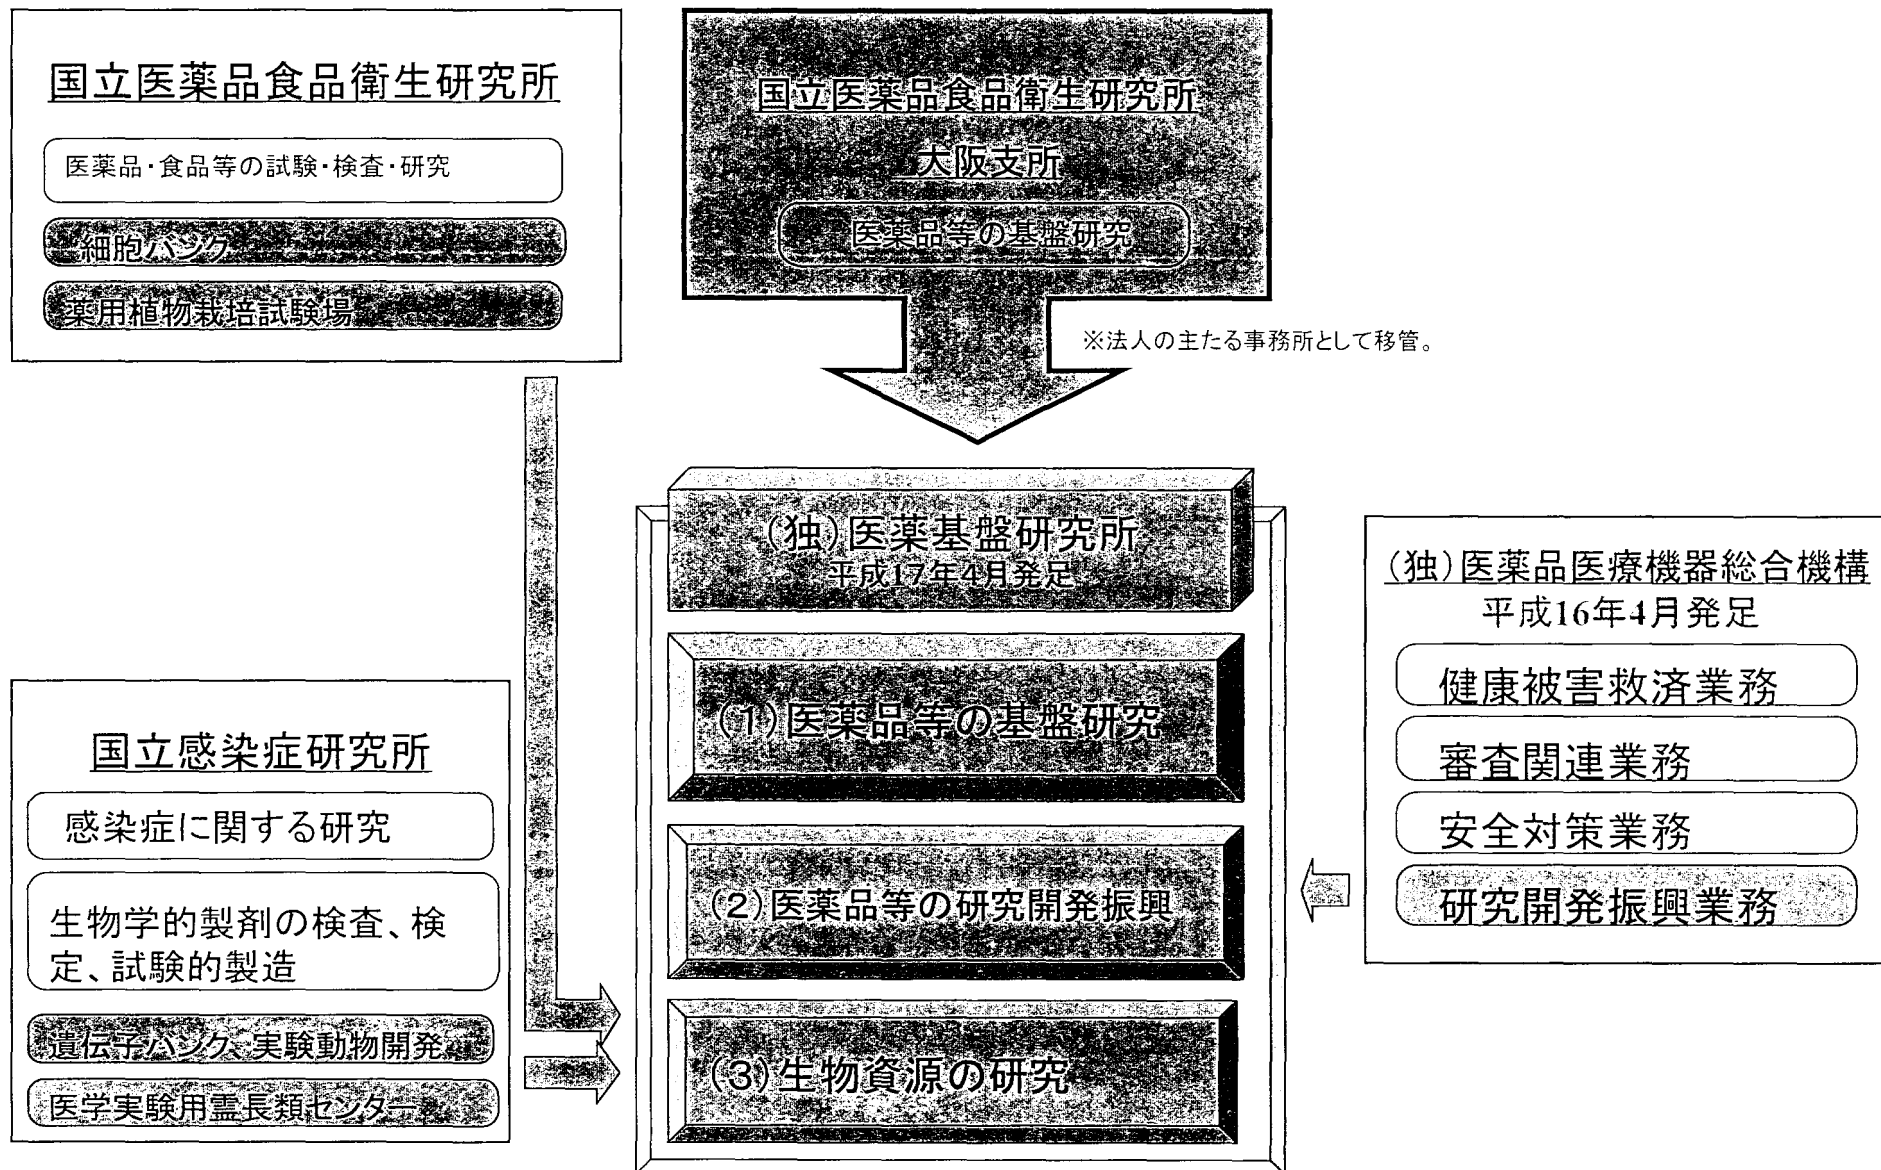 国立医薬品食品衛生研究所
医薬品・食品等の試験・検査・研究
細胞バンク
薬用植物栽培試験場
国立医薬品食品衛生研究所
大阪支所
医薬品等の基盤研究
※法人の主たる事務所として移管。
(独)医薬基盤研究所
平成17年4月発足
(1)医薬品等の基盤研究
(2)医薬品等の研究開発振興
(3)生物資源の研究
国立感染症研究所
感染症に関する研究
生物学的製剤の検査、検
定、試験的製造
遺伝子バンク、実験動物開発
医学実験用霊長類センター
(独)医薬品医療機器総合機構
平成16年4月発足
健康被害救済業務
審査関連業務
安全対策業務
研究開発振興業務